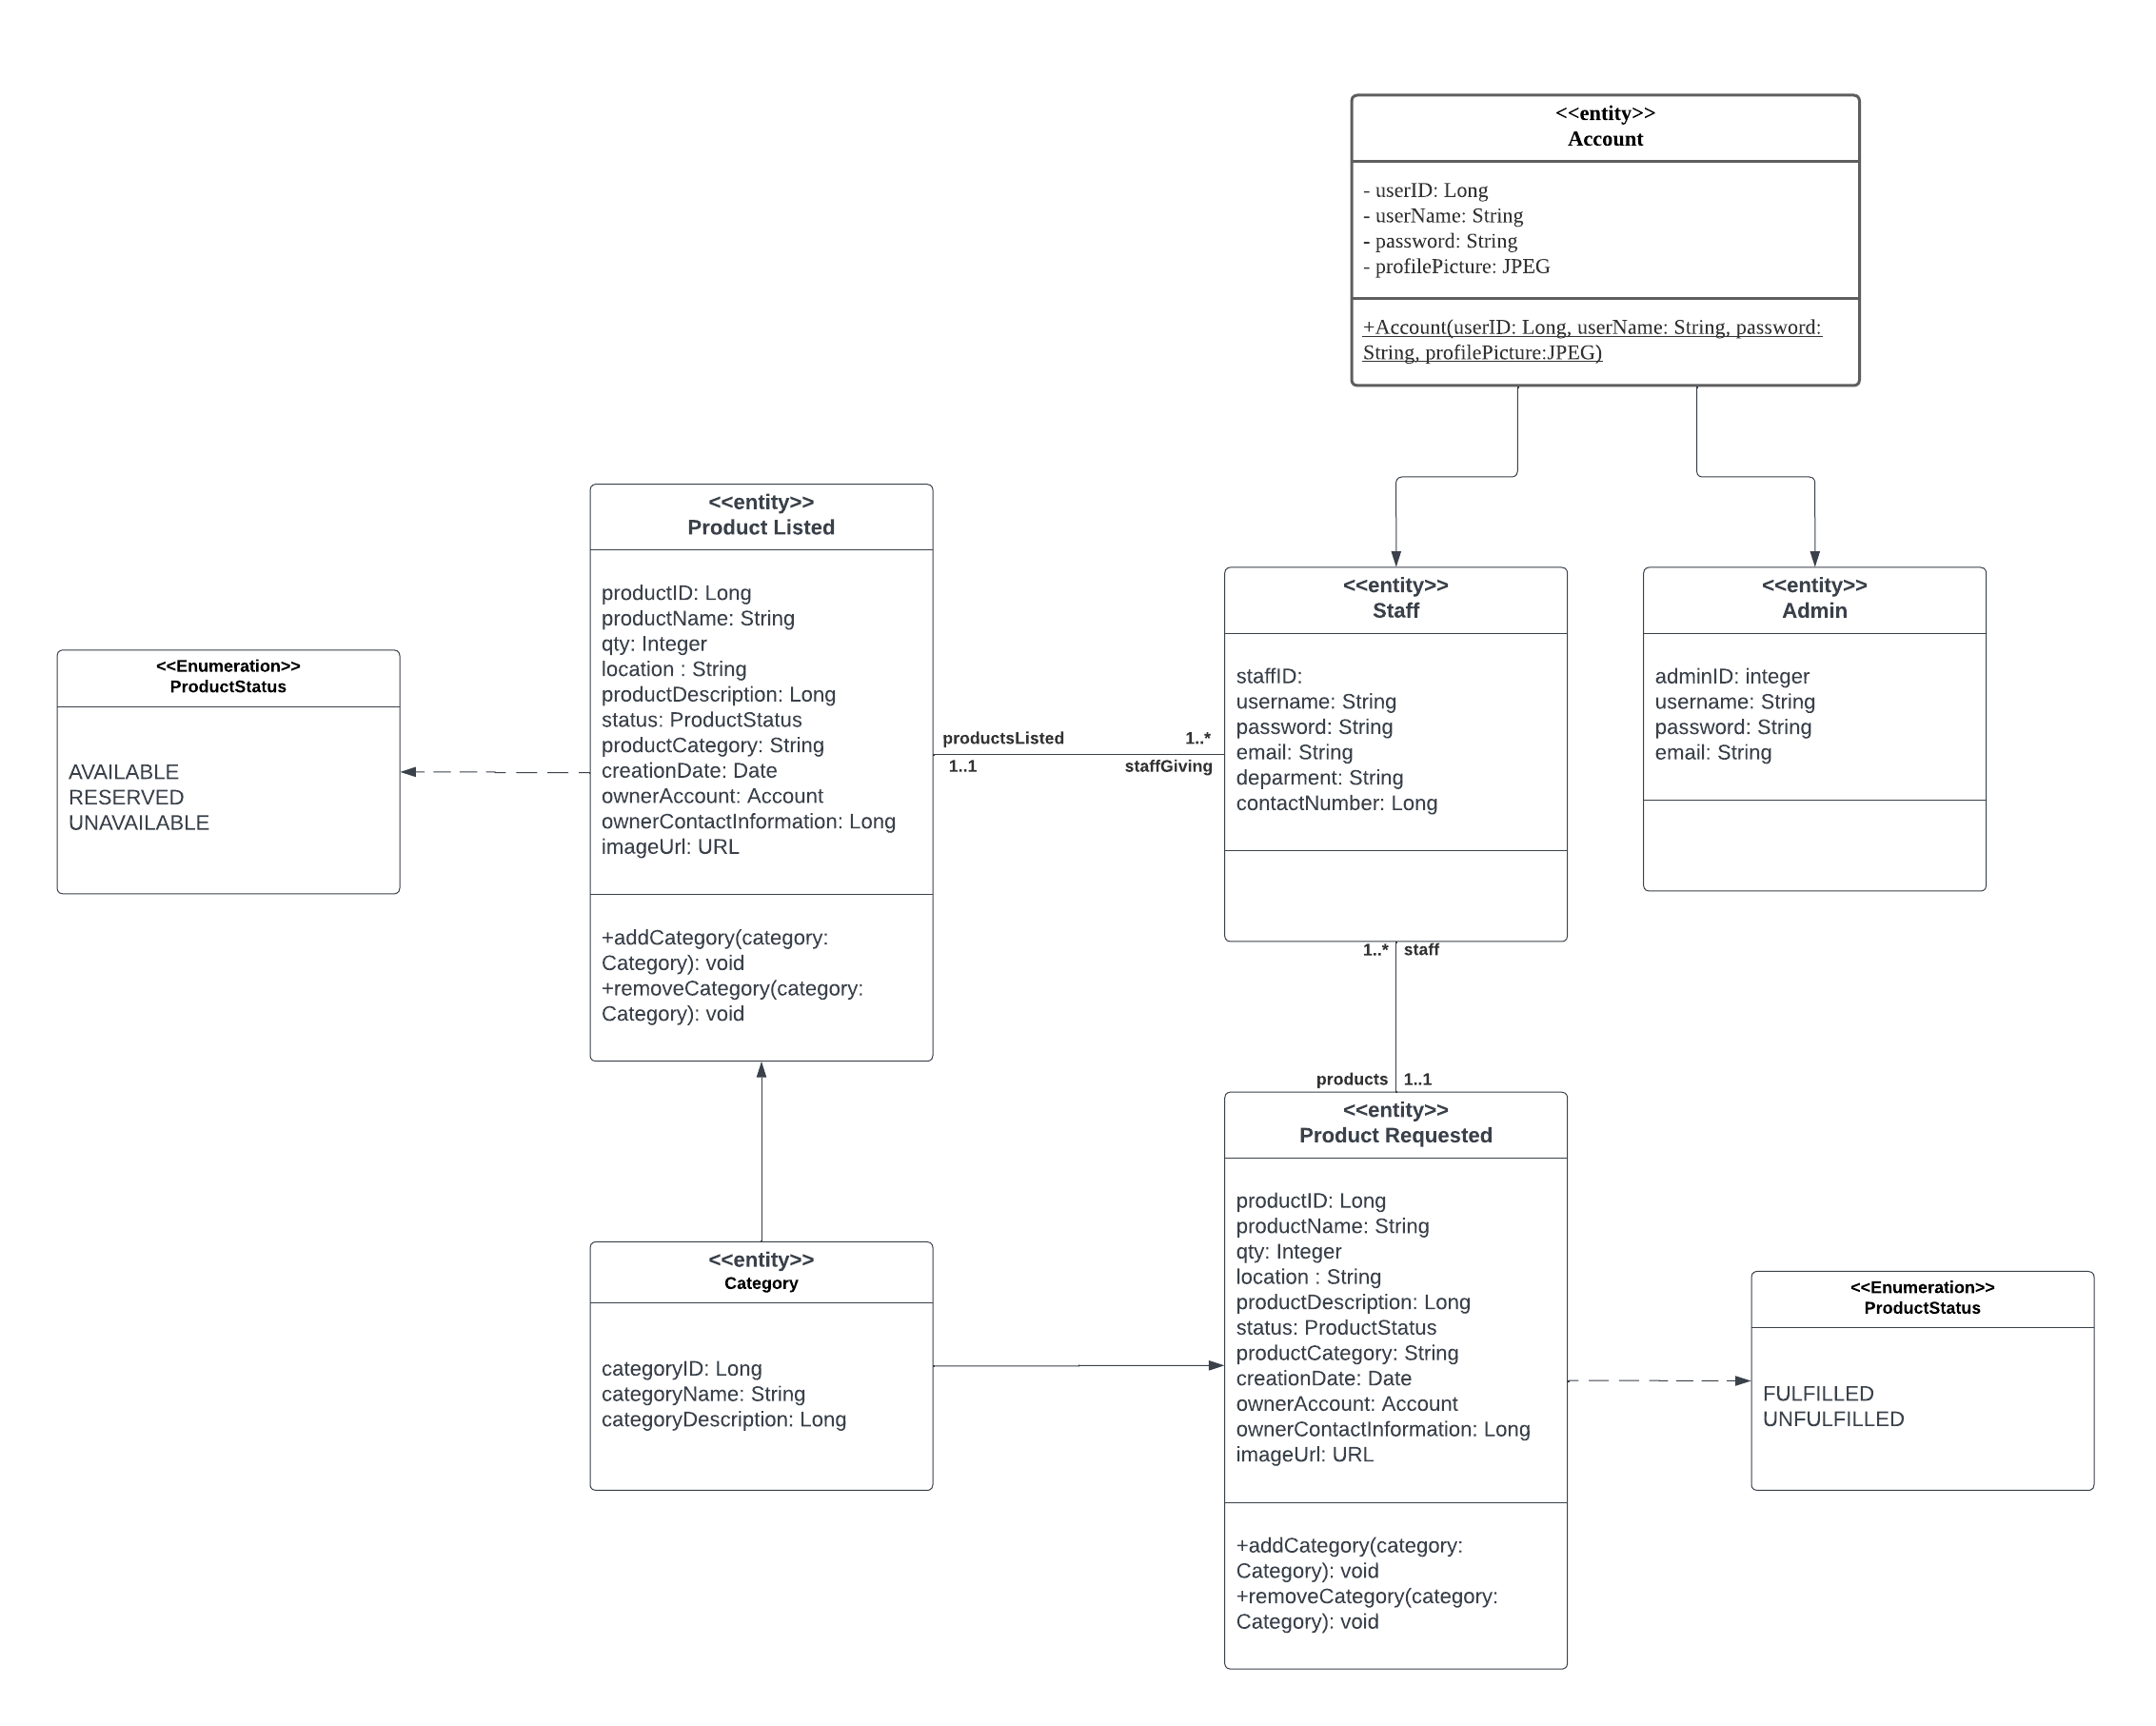 <<entity>>
Account
- userID: Long
- userName: String
- password: String
- profilePicture: JPEG
+Account(userID: Long, userName: String, password:
String, profilePicture:JPEG)
<<entity>>
Product Listed
productID: Long
productName: String
qty: Integer
location : String
productDescription: Long
status: ProductStatus
productCategory: String
creationDate: Date
ownerAccount: Account
ownerContactInformation: Long
imageUrl: URL
+addCategory(category:
Category): void
+removeCategory(category:
Category): void
<<Enumeration>>
ProductStatus
AVAILABLE
RESERVED
UNAVAILABLE
productsListed
1..*
1..1
staffGiving
<<entity>>
Staff
staffID:
username: String
password: String
email: String
deparment: String
contactNumber: Long
<<entity>>
Admin
adminID: integer
username: String
password: String
email: String
1..*
staff
products
1..1
<<entity>>
Product Requested
productID: Long
productName: String
qty: Integer
location : String
productDescription: Long
status: ProductStatus
productCategory: String
creationDate: Date
ownerAccount: Account
ownerContactInformation: Long
imageUrl: URL
+addCategory(category:
Category): void
+removeCategory(category:
Category): void
<<entity>>
Category
categoryID: Long
categoryName: String
categoryDescription: Long
<<Enumeration>>
ProductStatus
FULFILLED
UNFULFILLED